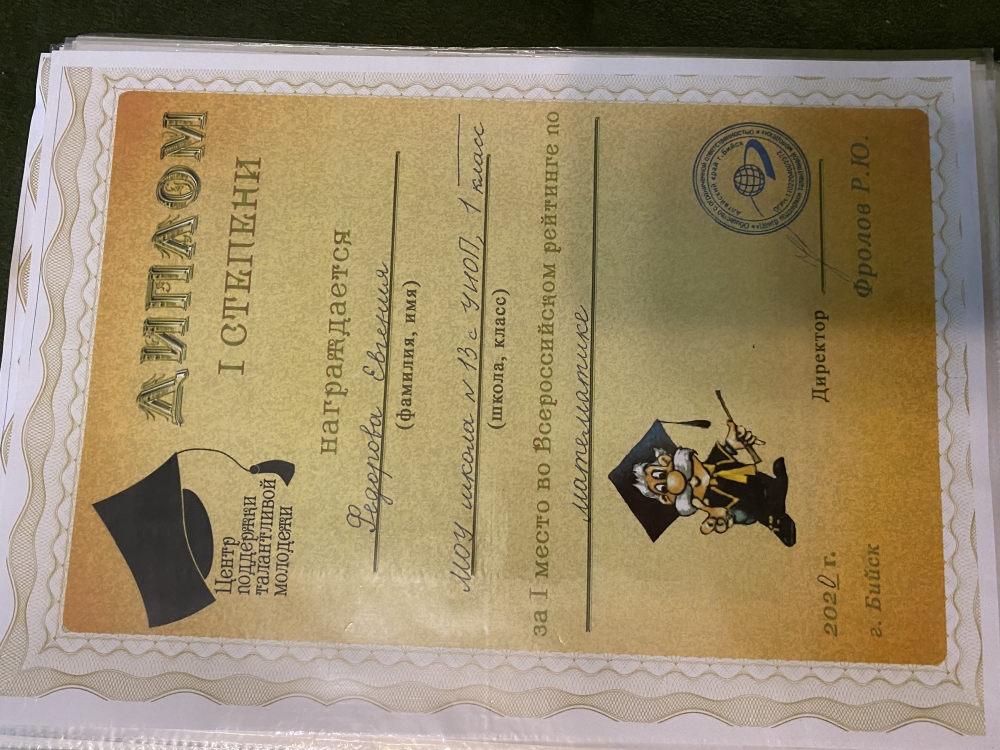 ДИПЛОМ
I СТЕПЕНИ
Центр
поддержки
талантливой
молодежи
награждается
Федорова Евгения
(фамилия, имя)
МОУ школа N 13 с УИОП, 1 класс
(школа, класс)
за I место во Всероссийском рейтинге по
математике
Директор
Фролов Р.Ю.
2020 г.
г. Бийск